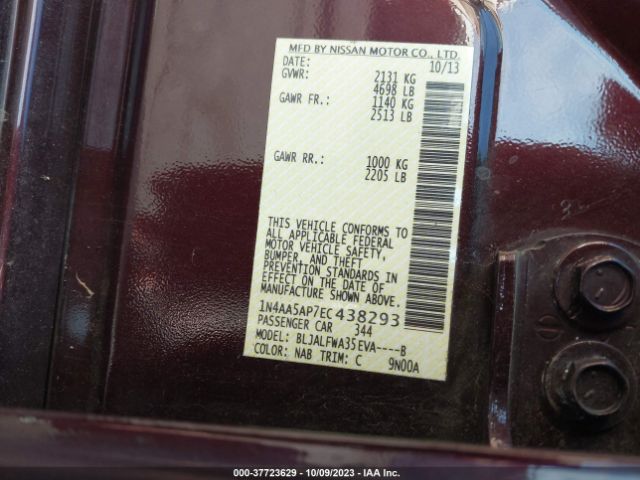 MFD BY NISSAN MOTOR CO., LTD.
DATE: 10/13
GVWR: 2131 KG
4698 LB
GAWR FR.: 1140 KG
2513 LB
GAWR RR.: 1000 KG
2205 LB
THIS VEHICLE CONFORMS TO
ALL APPLICABLE FEDERAL
MOTOR VEHICLE SAFETY,
BUMPER, AND THEFT
PREVENTION STANDARDS IN
EFFECT ON THE DATE OF
MANUFACTURE SHOWN ABOVE.
1N4AA5AP7EC438293
PASSENGER CAR 344
MODEL: BLJALFWA35EVA----B
COLOR: NAB TRIM: C 9N00A
000-37723629 - 10/09/2023 - IAA Inc.